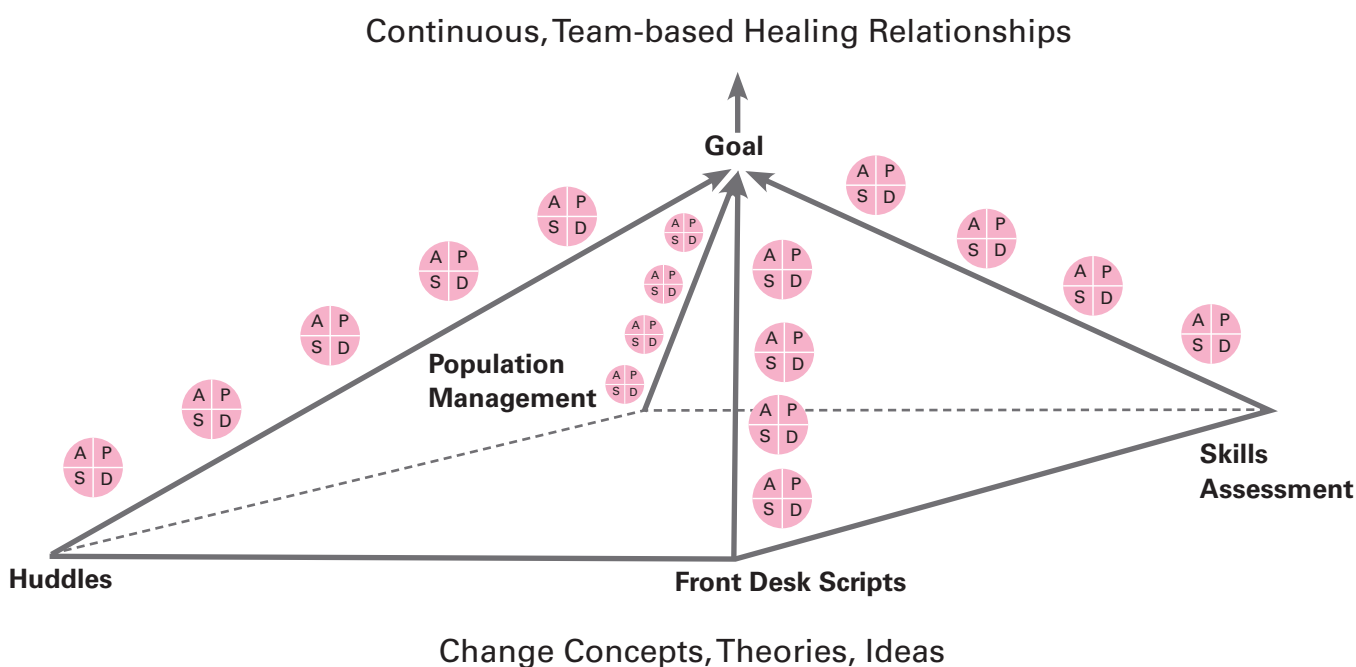 Continuous, Team-based Healing Relationships
Goal
A P
S D
A P
S D
A P
S D
A P
S D
A P
S D
A P
S D
A P
S D
A P
S D
A P
S D
A P
S D
A P
S D
A P
S D
Population
Management
A P
S D
A P
S D
A P
S D
Skills
Assessment
A P
S D
A P
S D
Huddles
Front Desk Scripts
Change Concepts, Theories, Ideas